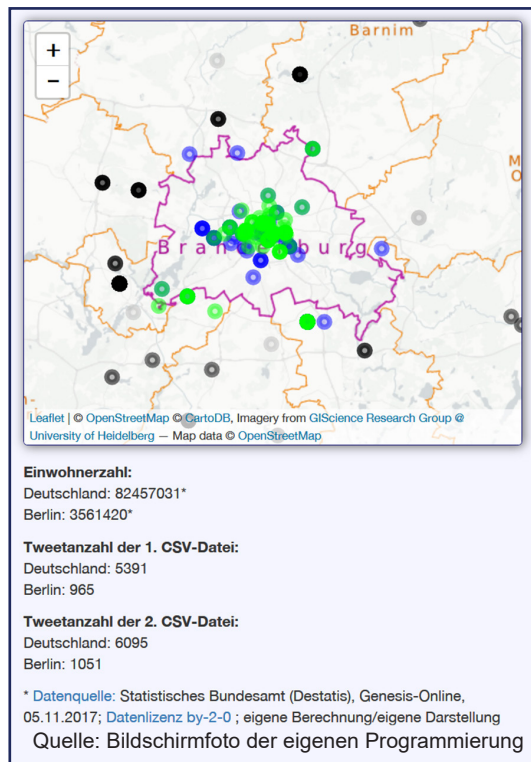 Barnim
+
−
M
O
Brandenburg
Leaflet | © OpenStreetMap © CartoDB, Imagery from GIScience Research Group @
University of Heidelberg — Map data © OpenStreetMap
Einwohnerzahl:
Deutschland: 82457031*
Berlin: 3561420*
Tweetanzahl der 1. CSV-Datei:
Deutschland: 5391
Berlin: 965
Tweetanzahl der 2. CSV-Datei:
Deutschland: 6095
Berlin: 1051
* Datenquelle: Statistisches Bundesamt (Destatis), Genesis-Online,
05.11.2017; Datenlizenz by-2-0 ; eigene Berechnung/eigene Darstellung
Quelle: Bildschirmfoto der eigenen Programmierung